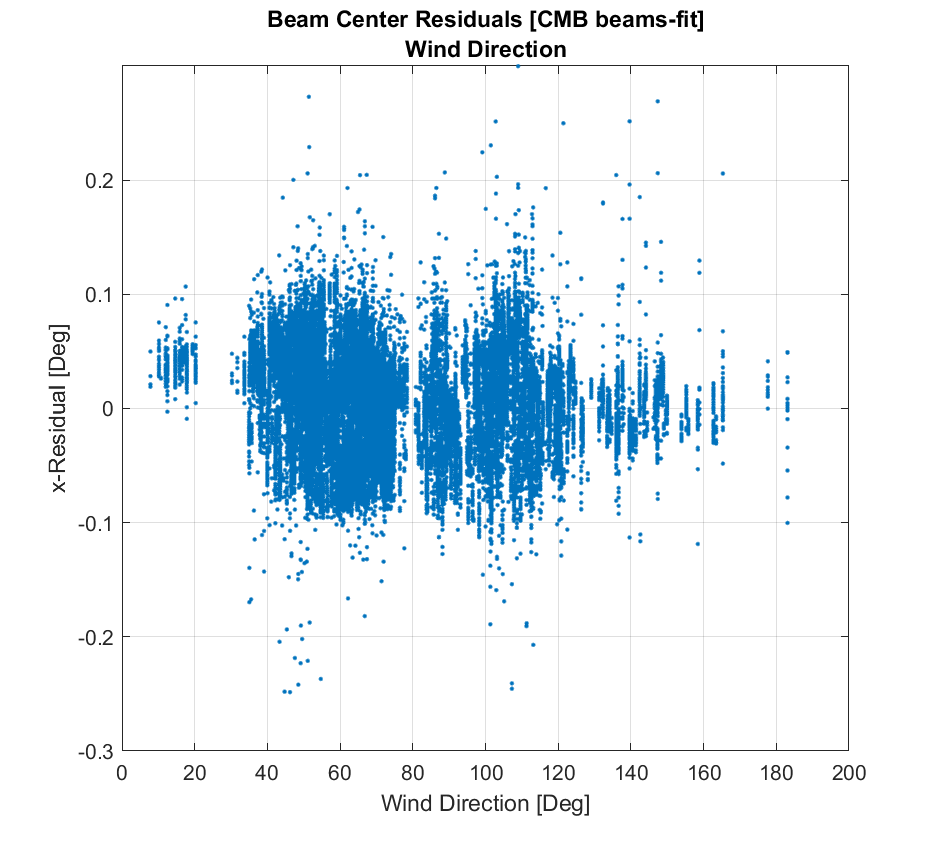 Beam Center Residuals [CMB beams-fit]
Wind Direction
0.2
0.1
0
-0.1
-0.2
-0.3
x-Residual [Deg]
0 20 40 60 80 100 120 140 160 180 200
Wind Direction [Deg]